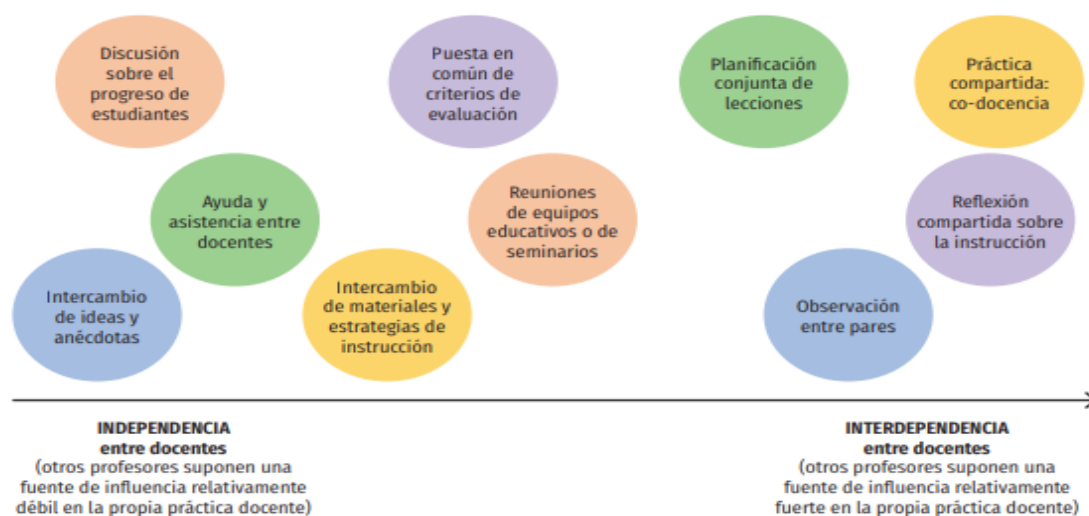 Discusión
sobre el
progreso de
estudiantes
Puesta en
común de
criterios de
evaluación
Planificación
conjunta de
lecciones
Práctica
compartida:
co-docencia
Ayuda y
asistencia entre
docentes
Reuniones
de equipos
educativos o de
seminarios
Reflexión
compartida sobre
la instrucción
Intercambio
de ideas y
anécdotas
Intercambio
de materiales y
estrategias de
instrucción
Observación
entre pares
INDEPENDENCIA
entre docentes
(otros profesores suponen una
fuente de influencia relativamente
débil en la propia práctica docente)
INTERDEPENDENCIA
entre docentes
(otros profesores suponen una
fuente de influencia relativamente
fuerte en la propia práctica docente)